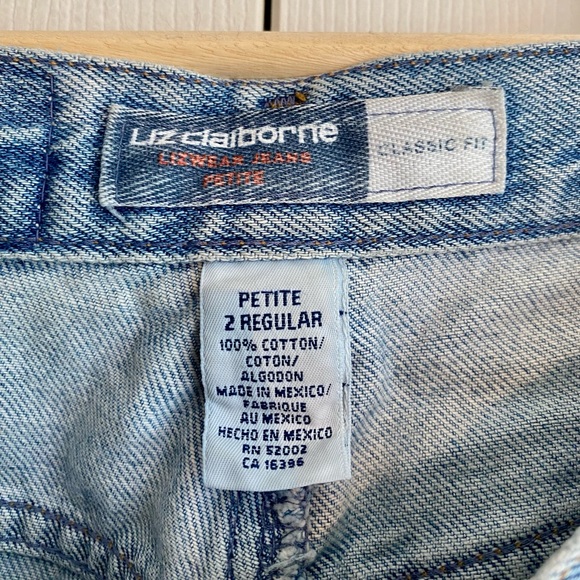 Liz claiborne
LIZWEAR JEANS
PETITE
CLASSIC FIT
PETITE
2 REGULAR
100% COTTON/
COTON/
ALGODON
MADE IN MEXICO/
FABRIQUE
AU MEXICO
HECHO EN MEXICO
RN 52002
CA 16396